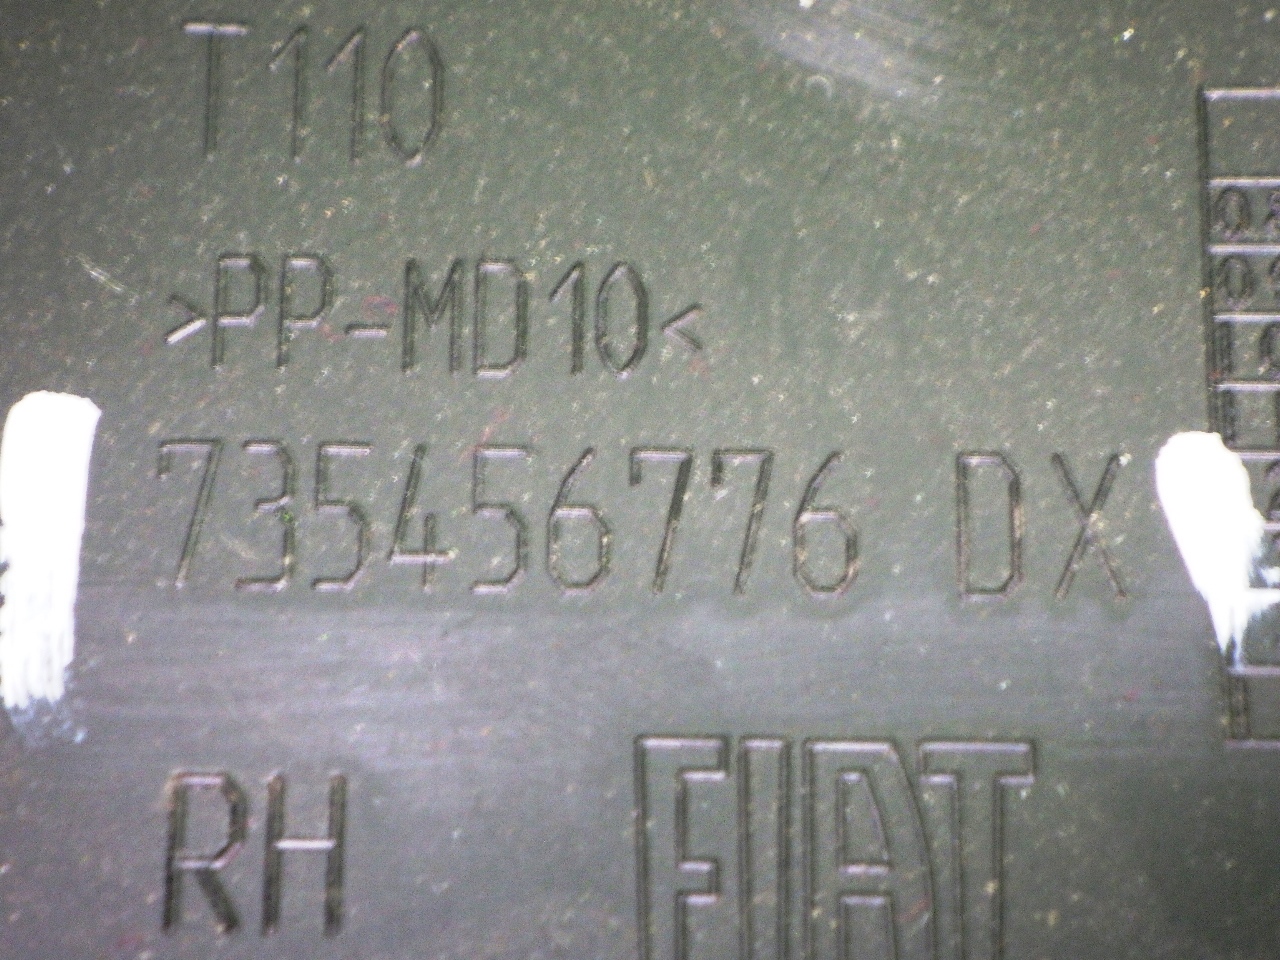 T110
>PP-MD10<
735456776 DX
RH
FIAT